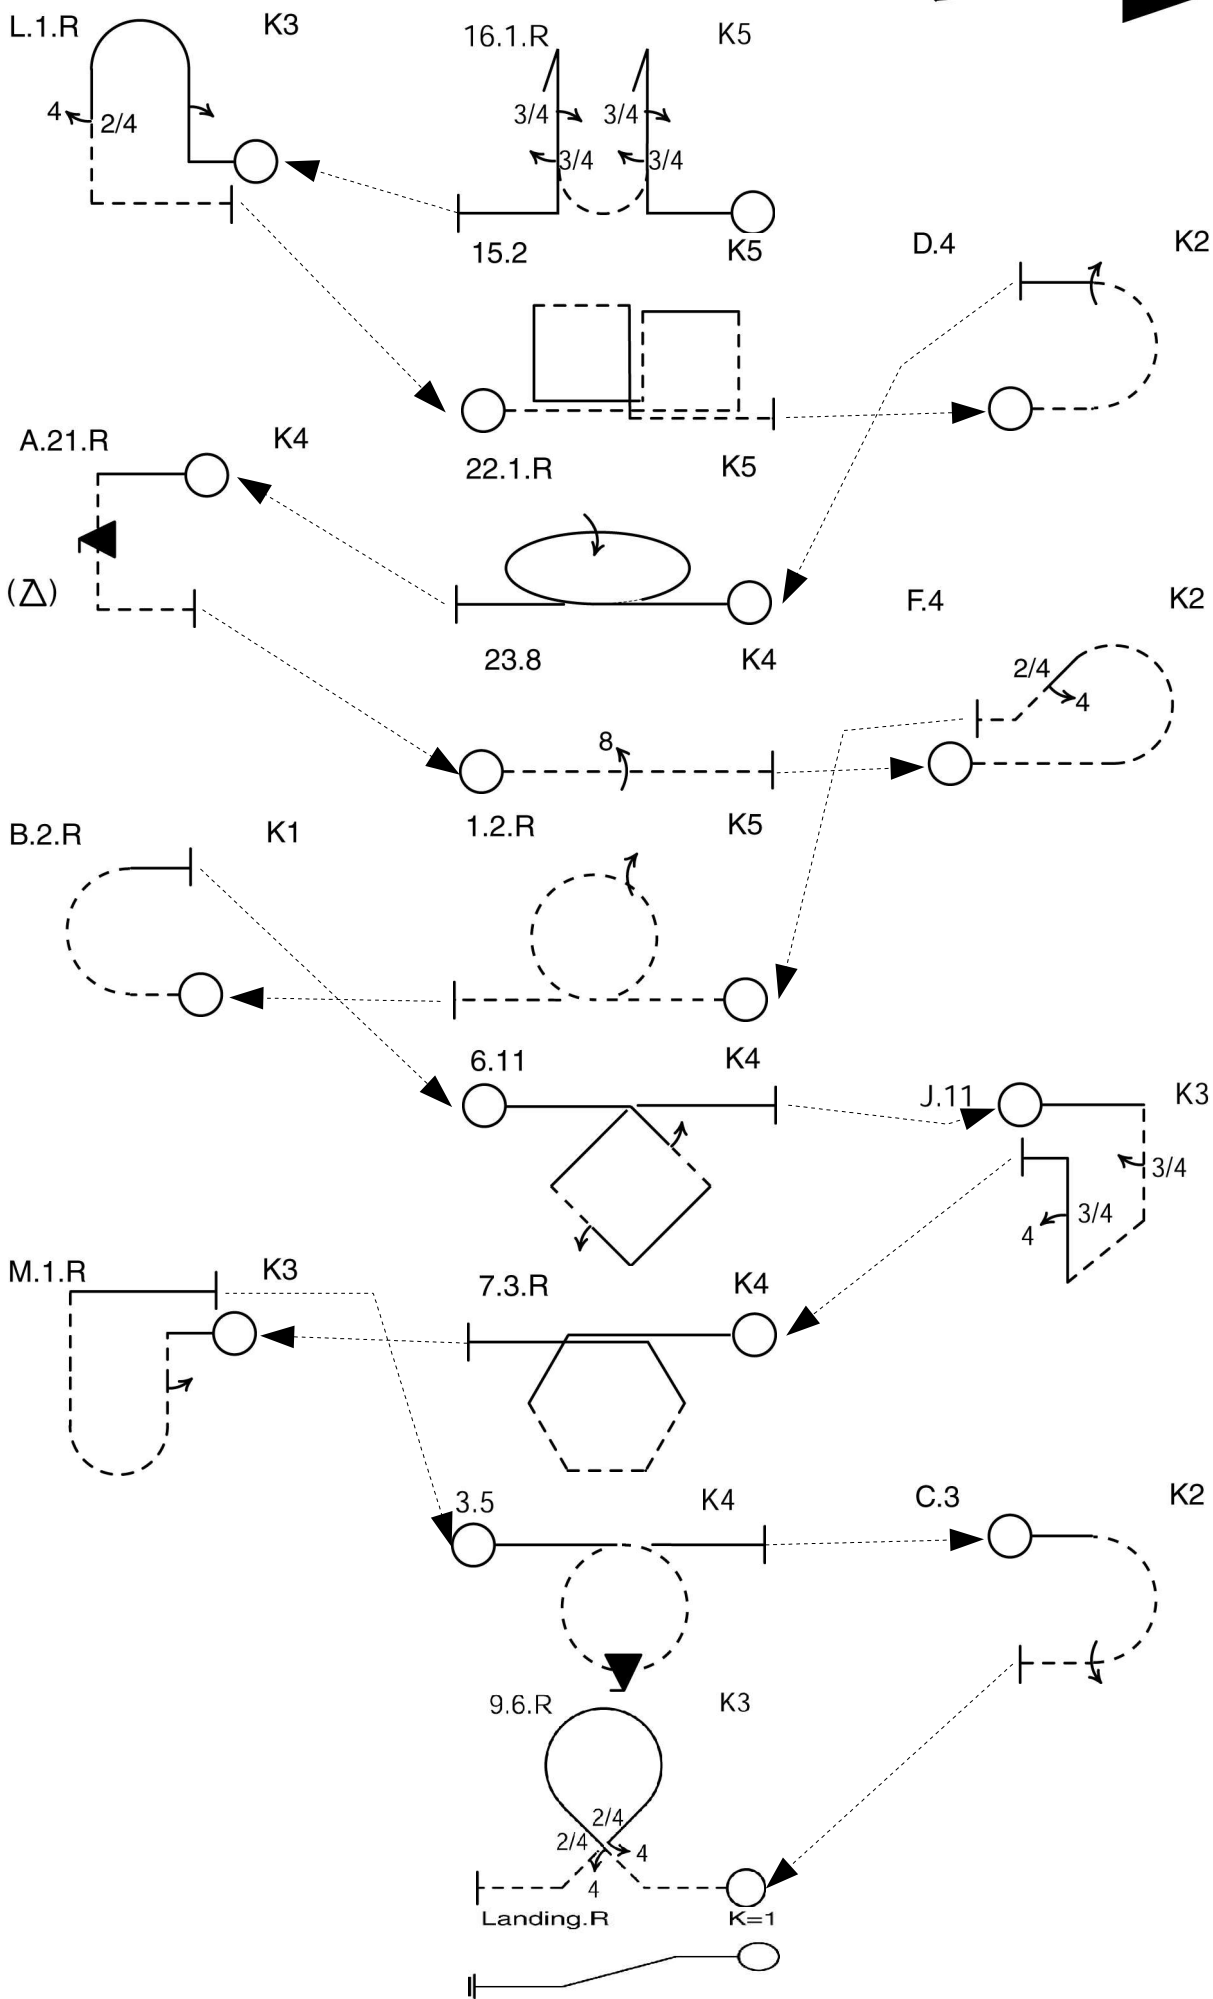 L.1.R K3
16.1.R K5
4 2/4
3/4 3/4
3/4 3/4
15.2 K5
D.4 K2
A.21.R K4
22.1.R K5
(Δ)
F.4 K2
23.8 K4
2/4
4
8
B.2.R K1
1.2.R K5
6.11 K4
J.11 K3
3/4
3/4
4
M.1.R K3
7.3.R K4
3.5 K4
C.3 K2
9.6.R K3
2/4
2/4
4
4
Landing.R K=1